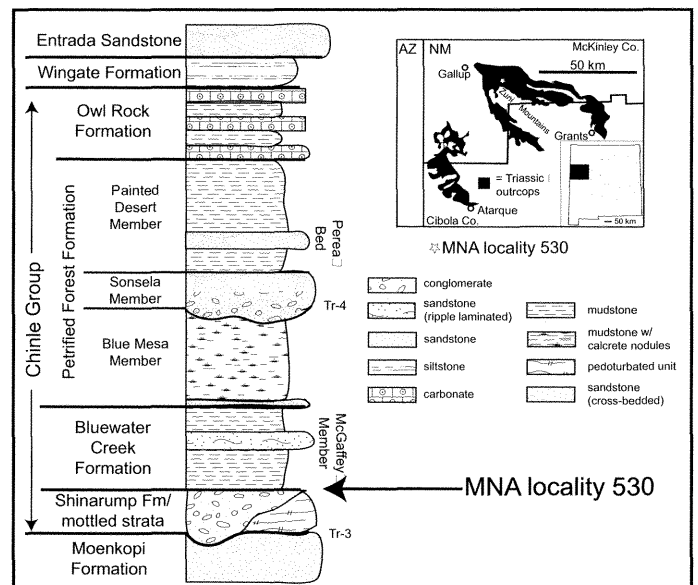 Entrada Sandstone
Wingate Formation
Owl Rock
Formation
Painted
Desert
Member
Perea
Bed
Sonsela
Member
Tr-4
Blue Mesa
Member
Petrified Forest Formation
Chinle Group
Bluewater
Creek
Formation
McGaffey
Member
Shinarump Fm/
mottled strata
Tr-3
Moenkopi
Formation
MNA locality 530
AZ
NM
McKinley Co.
50 km
Gallup
Zuni
Mountains
Grants
= Triassic
outrcops
Atarque
Cibola Co.
50 km
MNA locality 530
conglomerate
sandstone
(ripple laminated)
sandstone
siltstone
carbonate
mudstone
mudstone w/
calcrete nodules
pedoturbated unit
sandstone
(cross-bedded)